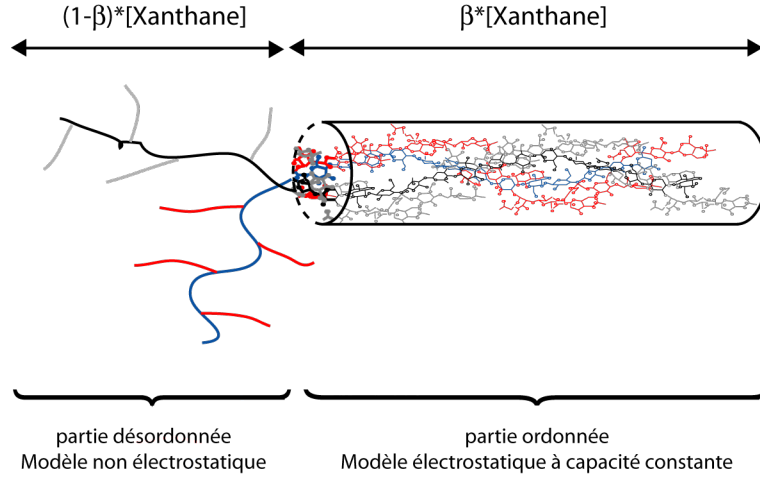 (1-β)*[Xanthane]
β*[Xanthane]
partie désordonnée
Modèle non électrostatique
partie ordonnée
Modèle électrostatique à capacité constante